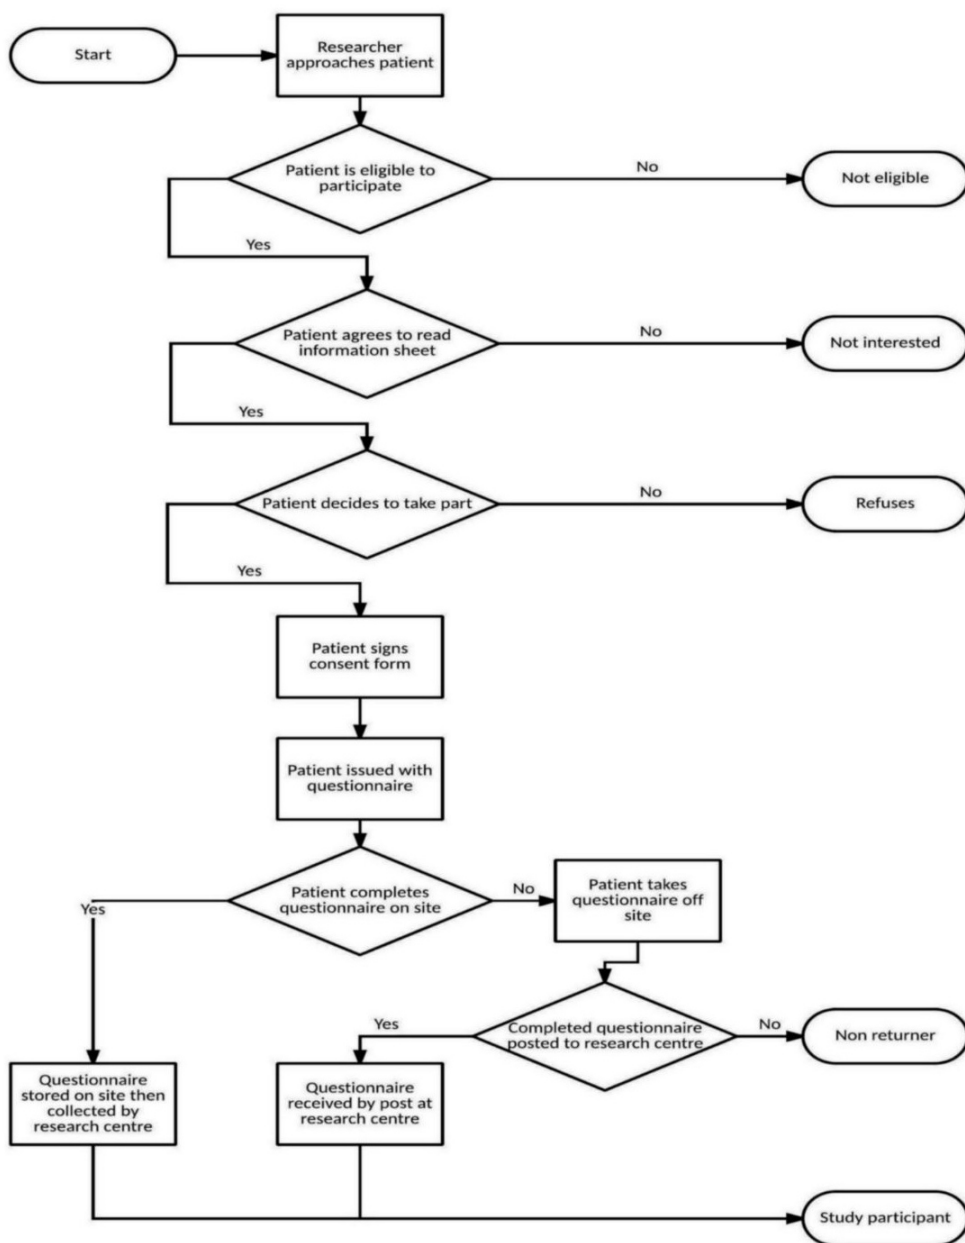 Start
Researcher
approaches patient
Patient is eligible to
participate
No
Not eligible
Yes
Patient agrees to read
information sheet
No
Not interested
Yes
Patient decides to take part
No
Refuses
Yes
Patient signs
consent form
Patient issued with
questionnaire
Patient completes
questionnaire on site
No
Patient takes
questionnaire off
site
Yes
Completed questionnaire
posted to research centre
Yes
No
Non returner
Questionnaire
stored on site then
collected by
research centre
Questionnaire
received by post at
research centre
Study participant